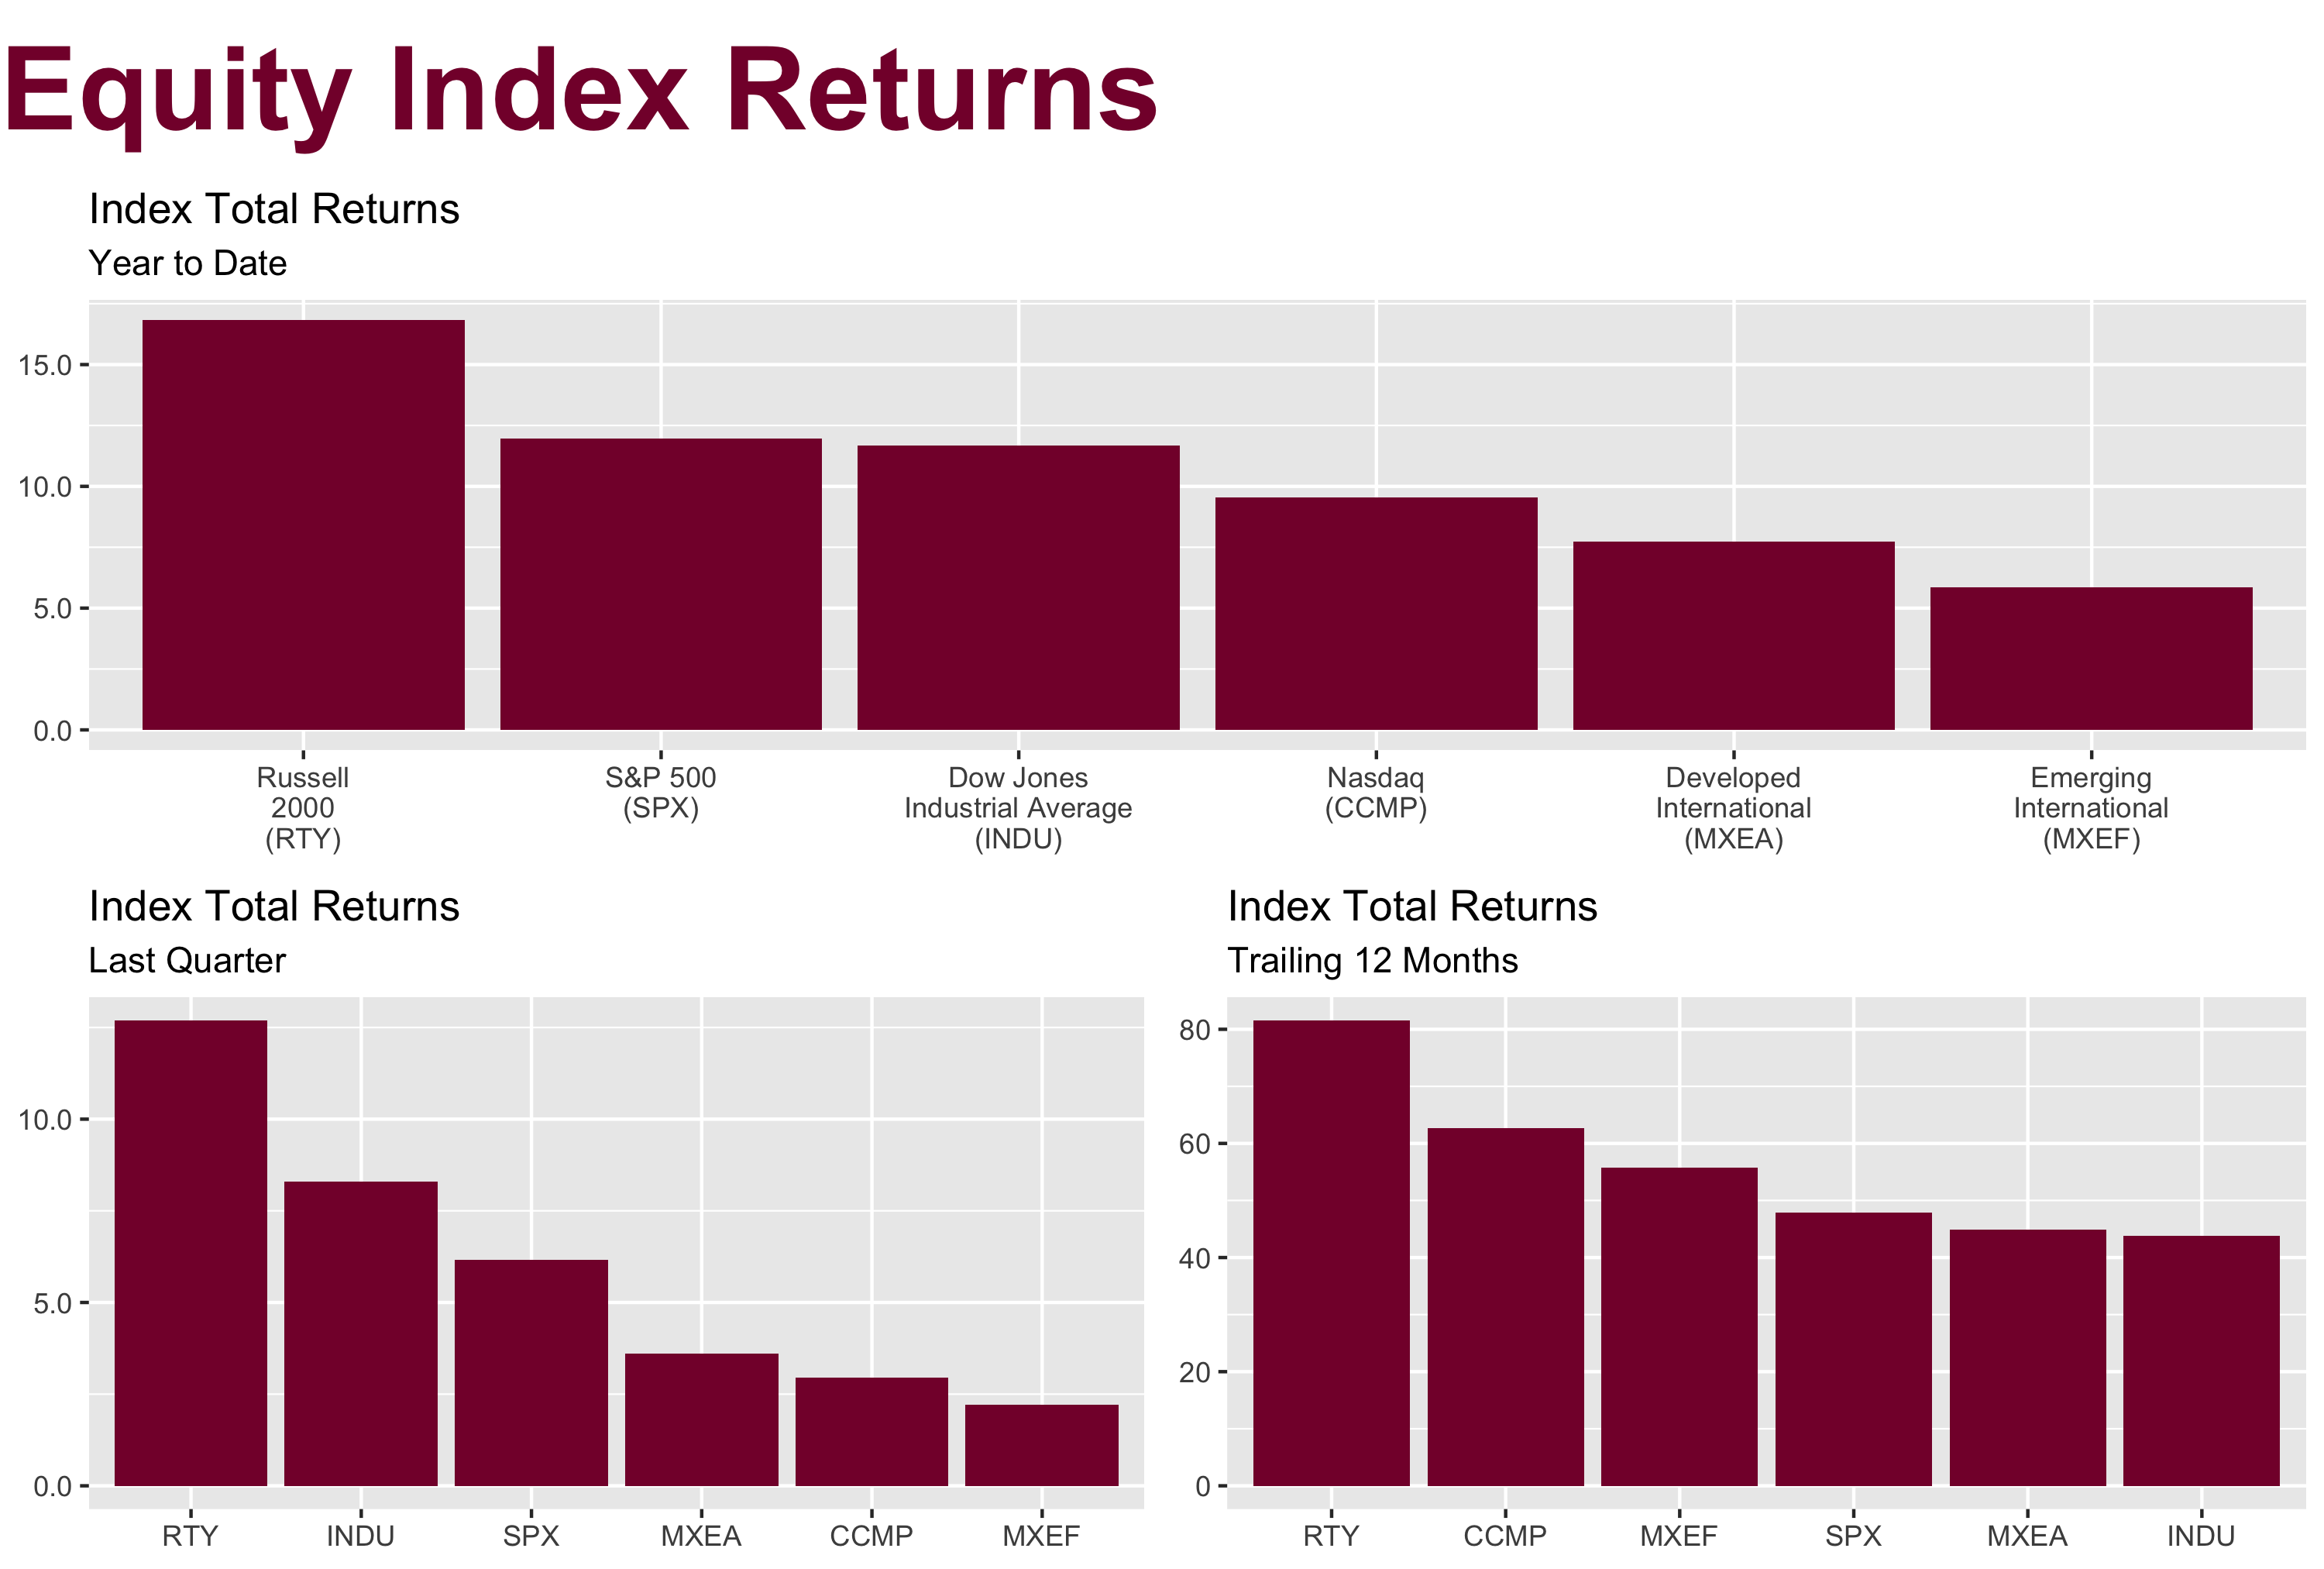 Equity Index Returns
Index Total Returns
Year to Date
15.0
10.0
5.0
0.0
Russell
2000
(RTY)
S&P 500
(SPX)
Dow Jones
Industrial Average
(INDU)
Nasdaq
(CCMP)
Developed
International
(MXEA)
Emerging
International
(MXEF)
Index Total Returns
Last Quarter
10.0
5.0
0.0
RTY INDU SPX MXEA CCMP MXEF
Index Total Returns
Trailing 12 Months
80
60
40
20
0
RTY CCMP MXEF SPX MXEA INDU